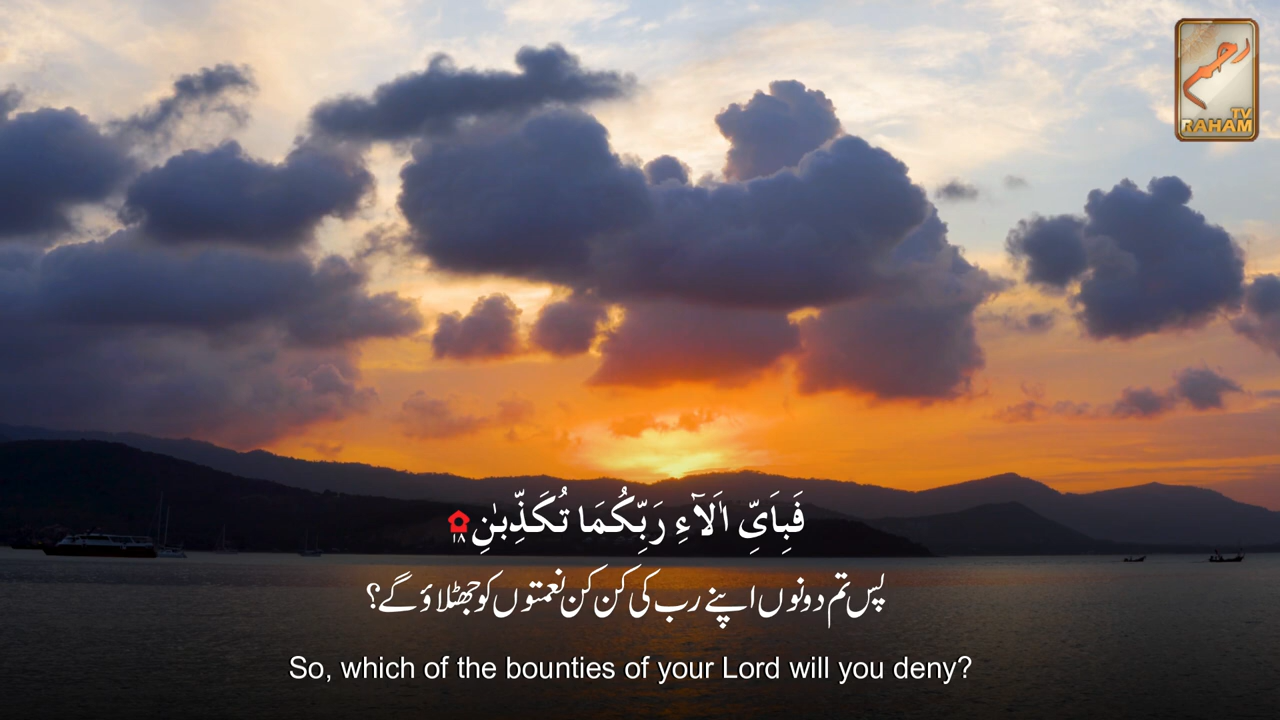 رحم
TV
RAHAM
فَبِاَيِّ اٰلَآءِ رَبِّكُمَا تُكَذِّبٰنِ ۱۸
پس تم دونوں اپنے رب کی کن کن نعمتوں کو جھٹلاؤ گے؟
So, which of the bounties of your Lord will you deny?